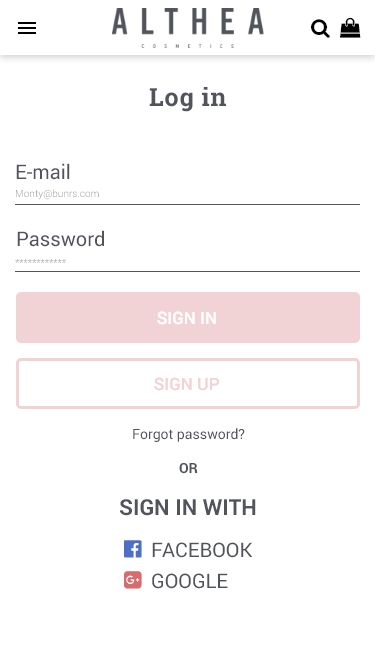 ALTHEA
COSMETICS
Log in
E-mail
Monty@bunrs.com
Password
************
SIGN IN
SIGN UP
Forgot password?
OR
SIGN IN WITH
FACEBOOK
G+ GOOGLE